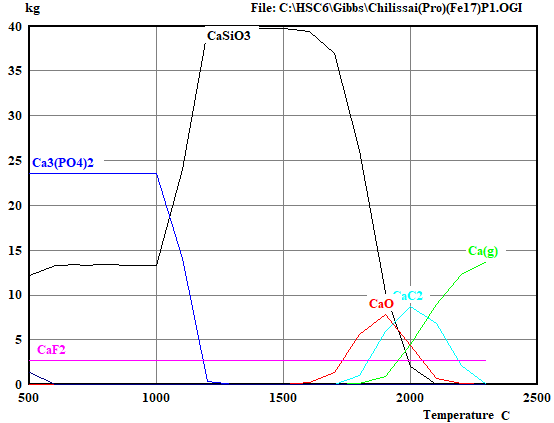 kg File: C:\HSC6\Gibbs\Chilissai(Pro)(Fe17)P1.OGI
40
CaSiO3
35
30
Ca3(PO4)2
25
20
15
Ca(g)
10
CaC2
CaO
5
CaF2
0
500 1000 1500 2000 2500
Temperature C